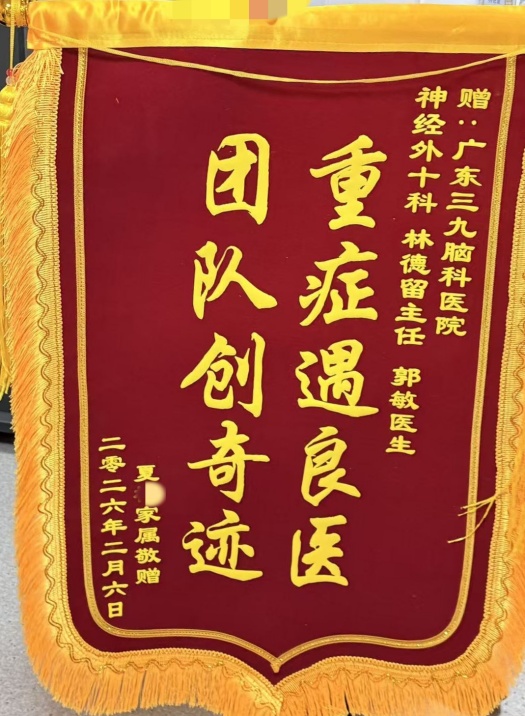 赠：广东三九脑科医院
神经外十科 林德留主任 郭敏医生
重症遇良医
团队创奇迹
夏 家属敬赠
二零二六年二月六日